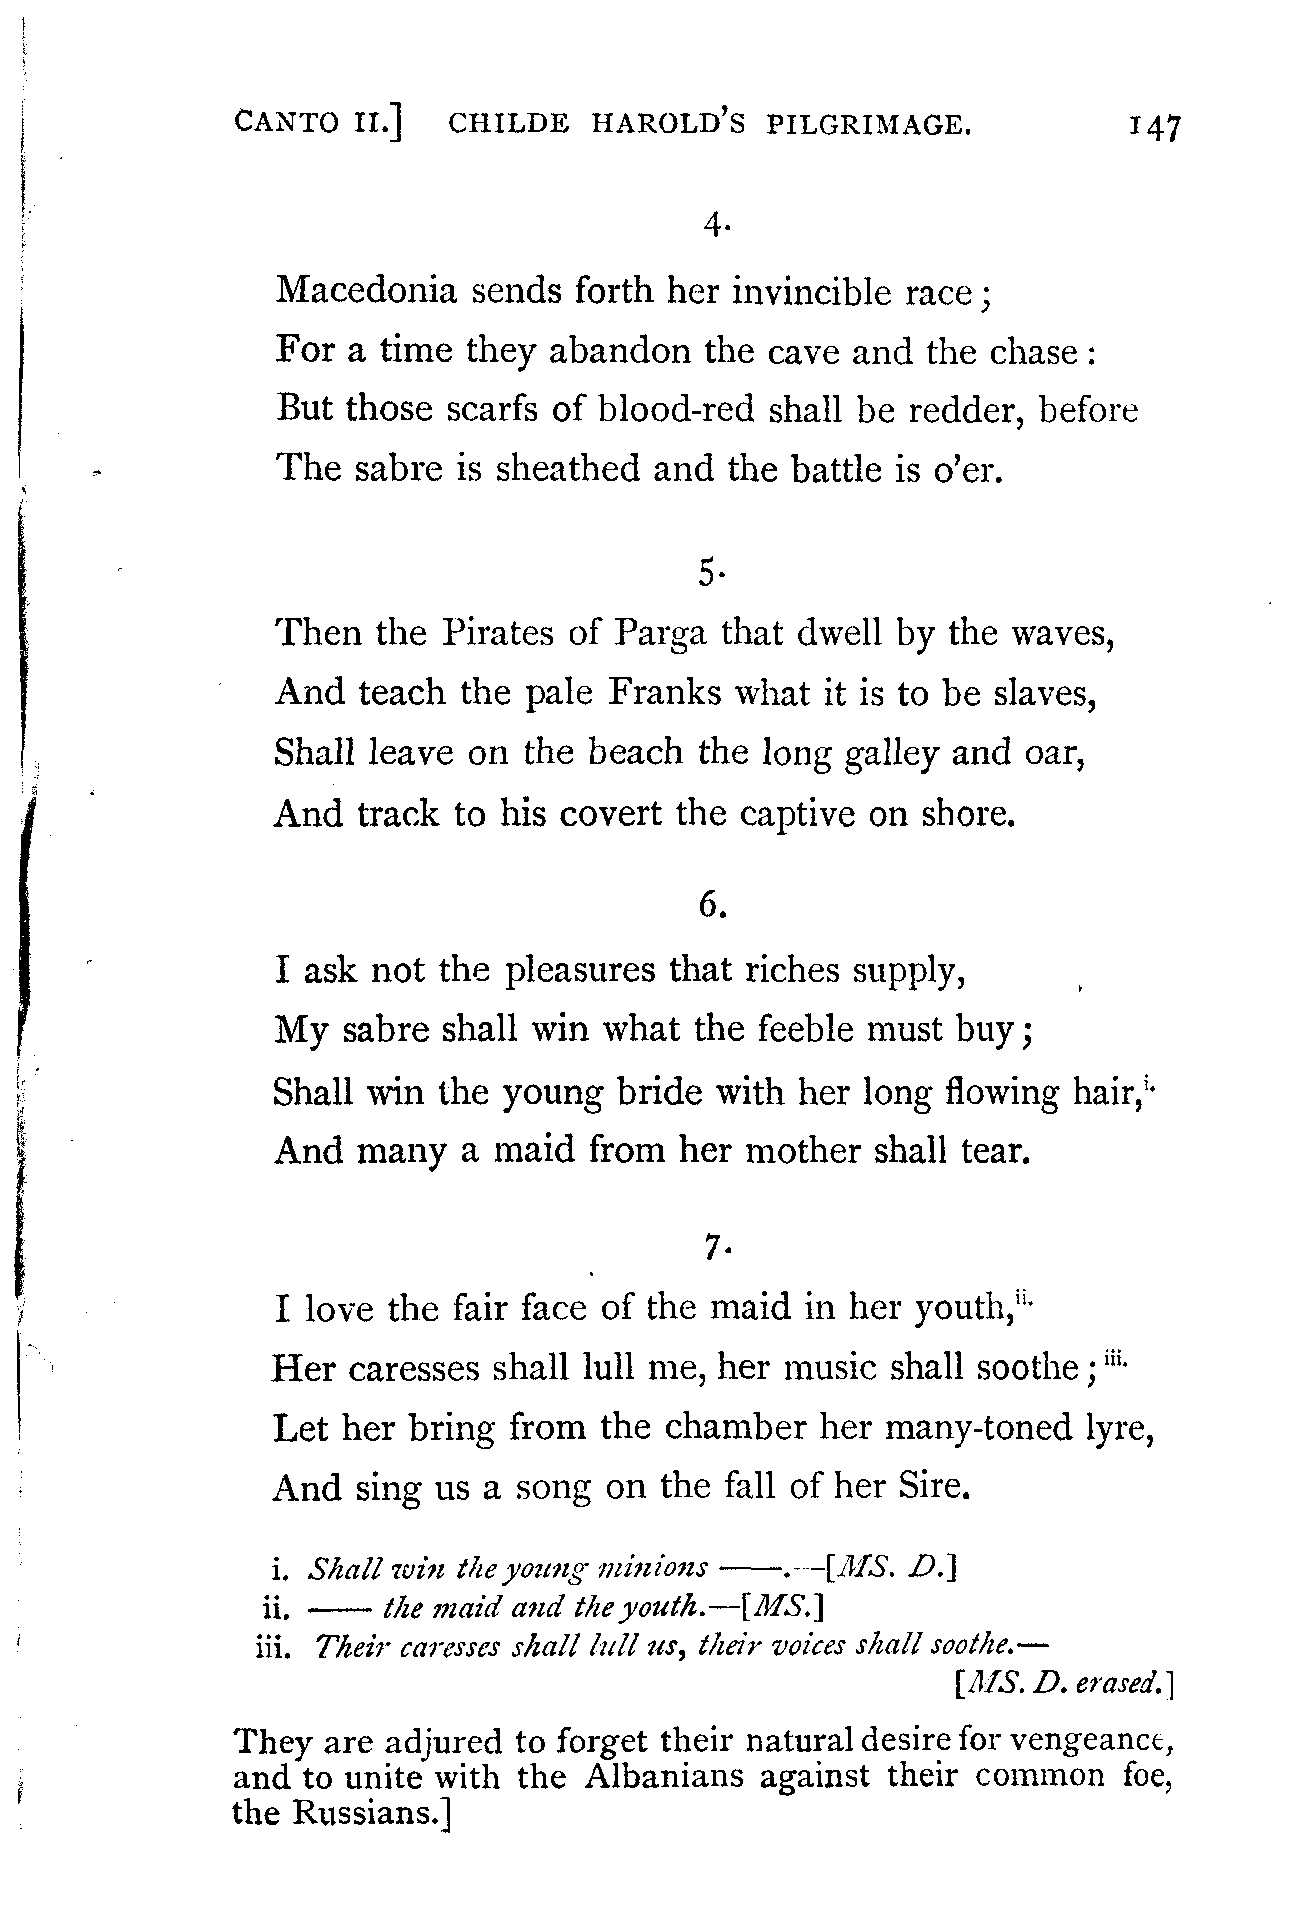 CANTO II.] CHILDE HAROLD'S PILGRIMAGE. 147
4.
Macedonia sends forth her invincible race;
For a time they abandon the cave and the chase:
But those scarfs of blood-red shall be redder, before
The sabre is sheathed and the battle is o'er.
5.
Then the Pirates of Parga that dwell by the waves,
And teach the pale Franks what it is to be slaves,
Shall leave on the beach the long galley and oar,
And track to his covert the captive on shore.
6.
I ask not the pleasures that riches supply,
My sabre shall win what the feeble must buy;
Shall win the young bride with her long flowing hair,i.
And many a maid from her mother shall tear.
7.
I love the fair face of the maid in her youth,ii.
Her caresses shall lull me, her music shall soothe;iii.
Let her bring from the chamber her many-toned lyre,
And sing us a song on the fall of her Sire.
i. Shall win the young minions ——.—[MS. D.]
ii. —— the maid and the youth.—[MS.]
iii. Their caresses shall lull us, their voices shall soothe.—
[MS. D. erased.]
They are adjured to forget their natural desire for vengeance,
and to unite with the Albanians against their common foe,
the Russians.]